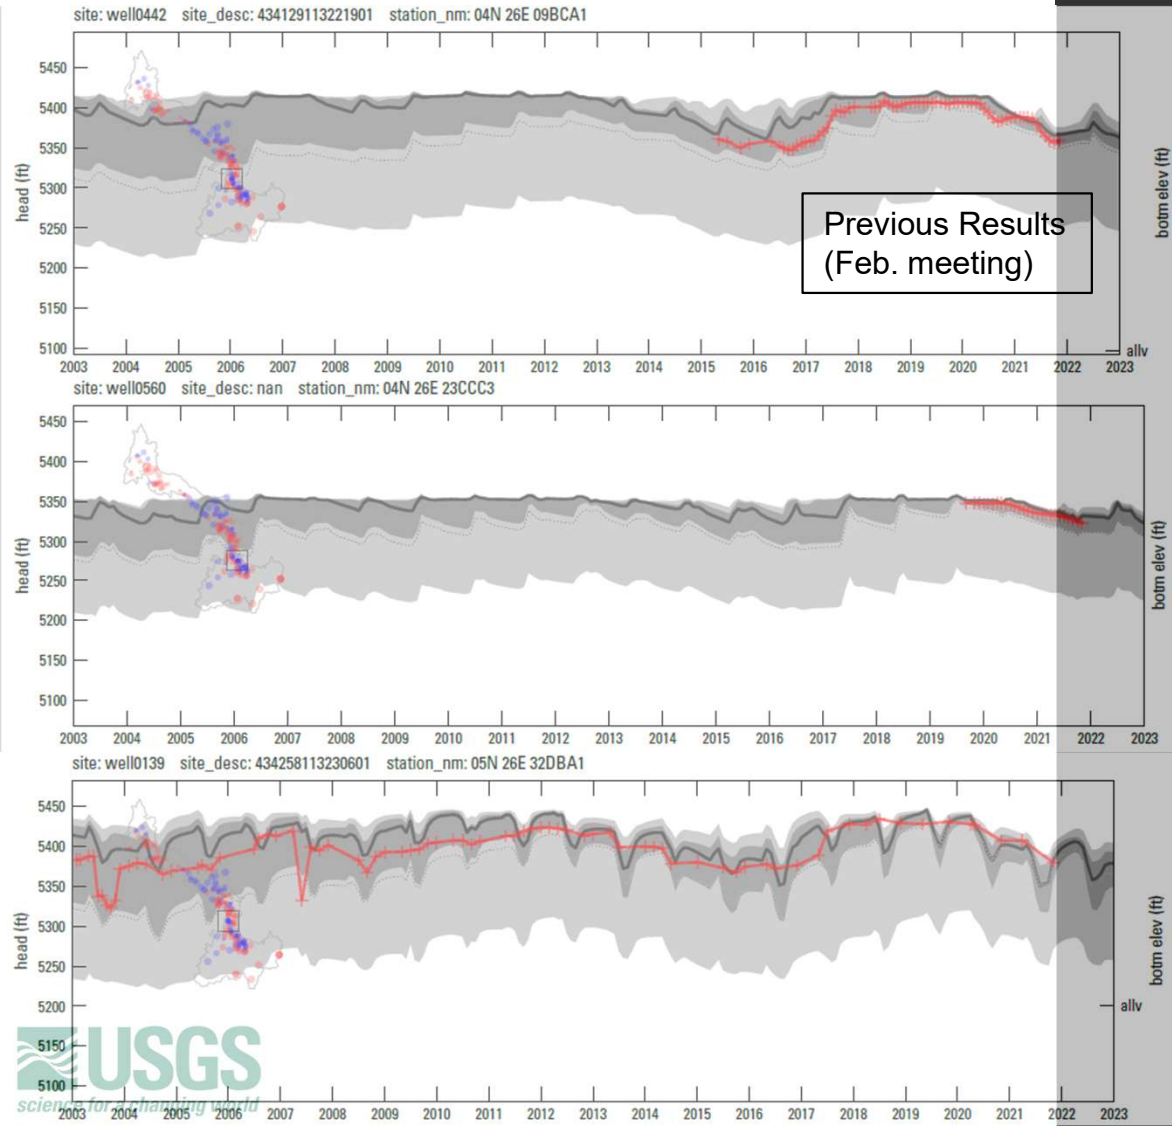 site: well0442 site_desc: 434129113221901 station_nm: 04N 26E 09BCA1
5450
5400
5350
5300
5250
5200
5150
5100
head (ft)
botm elev (ft)
Previous Results
(Feb. meeting)
allv
2003 2004 2005 2006 2007 2008 2009 2010 2011 2012 2013 2014 2015 2016 2017 2018 2019 2020 2021 2022 2023
site: well0560 site_desc: nan station_nm: 04N 26E 23CCC3
5450
5400
5350
5300
5250
5200
5150
5100
head (ft)
botm elev (ft)
2003 2004 2005 2006 2007 2008 2009 2010 2011 2012 2013 2014 2015 2016 2017 2018 2019 2020 2021 2022 2023
site: well0139 site_desc: 434258113230601 station_nm: 05N 26E 32DBA1
5450
5400
5350
5300
5250
5200
5150
5100
head (ft)
botm elev (ft)
allv
USGS
science for a changing world
2003 2004 2005 2006 2007 2008 2009 2010 2011 2012 2013 2014 2015 2016 2017 2018 2019 2020 2021 2022 2023